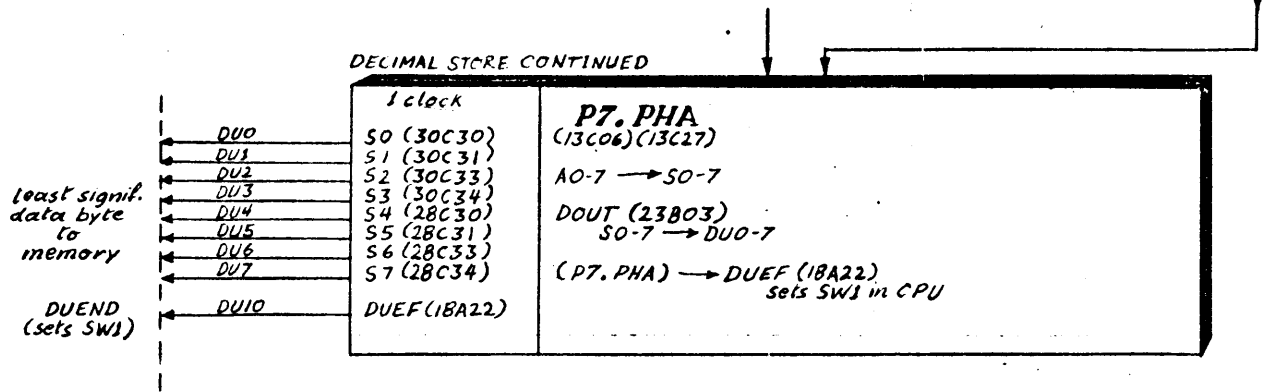 DECIMAL STORE CONTINUED
1 clock
P7.PHA
DU0 S0 (30C30) (13C06)(13C27)
DU1 S1 (30C31)
DU2 S2 (30C33) A0-7 → S0-7
DU3 S3 (30C34)
DU4 S4 (28C30) DOUT (23B03)
DU5 S5 (28C31) S0-7 → DU0-7
DU6 S6 (28C33)
DU7 S7 (28C34) (P7.PHA) → DUEF (18A22)
sets SW1 in CPU
least signif.
data byte
to
memory
DUEND
(sets SW1)
DU10 DUEF (18A22)